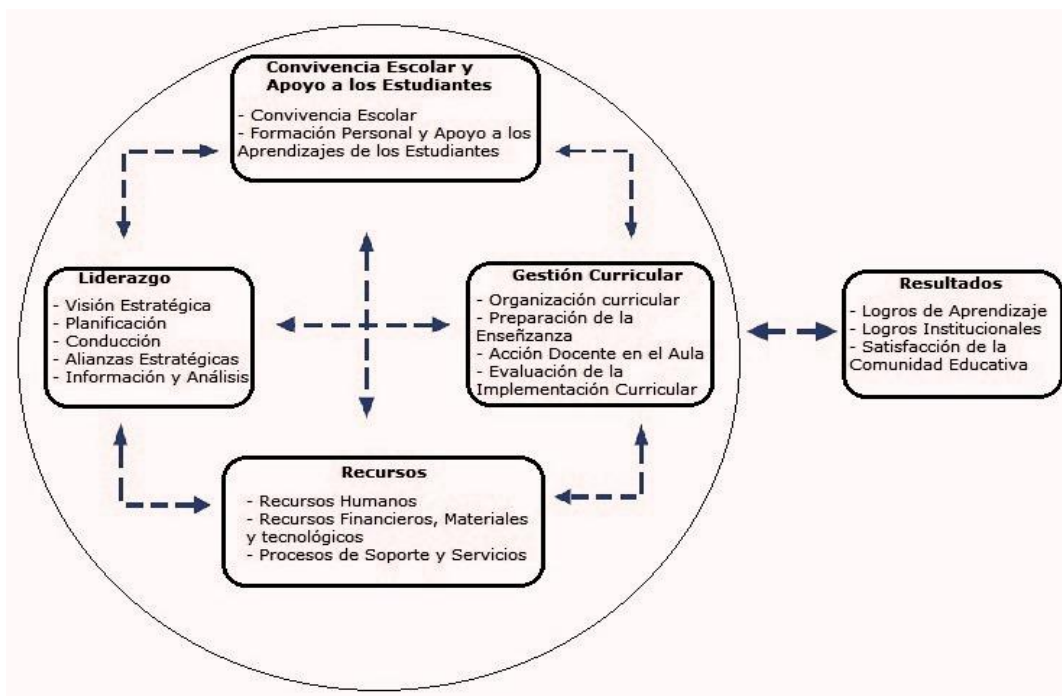 Convivencia Escolar y
Apoyo a los Estudiantes
- Convivencia Escolar
- Formación Personal y Apoyo a los
Aprendizajes de los Estudiantes
Liderazgo
- Visión Estratégica
- Planificación
- Conducción
- Alianzas Estratégicas
- Información y Análisis
Gestión Curricular
- Organización curricular
- Preparación de la
Enseñzanza
- Acción Docente en el Aula
- Evaluación de la
Implementación Curricular
Resultados
- Logros de Aprendizaje
- Logros Institucionales
- Satisfacción de la
Comunidad Educativa
Recursos
- Recursos Humanos
- Recursos Financieros, Materiales
y tecnológicos
- Procesos de Soporte y Servicios